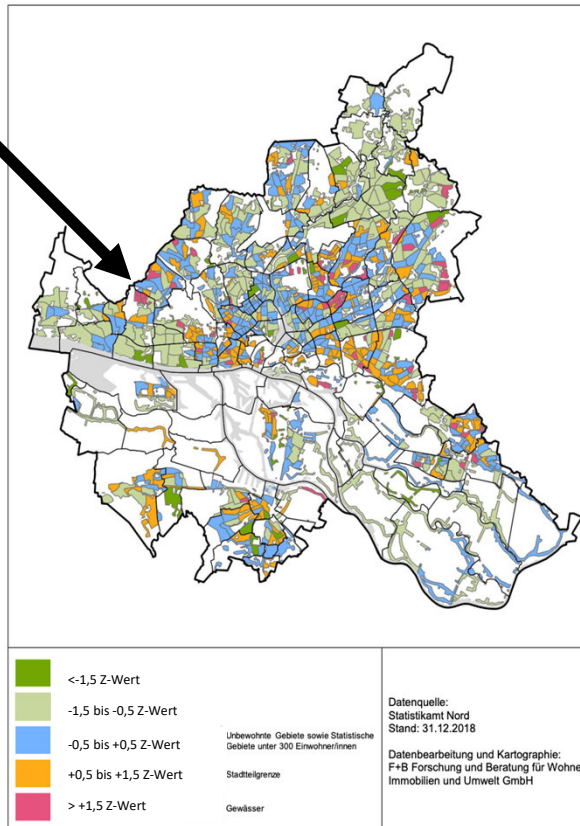 <-1,5 Z-Wert
-1,5 bis -0,5 Z-Wert
-0,5 bis +0,5 Z-Wert
+0,5 bis +1,5 Z-Wert
> +1,5 Z-Wert
Unbewohnte Gebiete sowie Statistische
Gebiete unter 300 Einwohner/innen
Stadtteilgrenze
Gewässer
Datenquelle:
Statistikamt Nord
Stand: 31.12.2018
Datenbearbeitung und Kartographie:
F+B Forschung und Beratung für Wohne
Immobilien und Umwelt GmbH